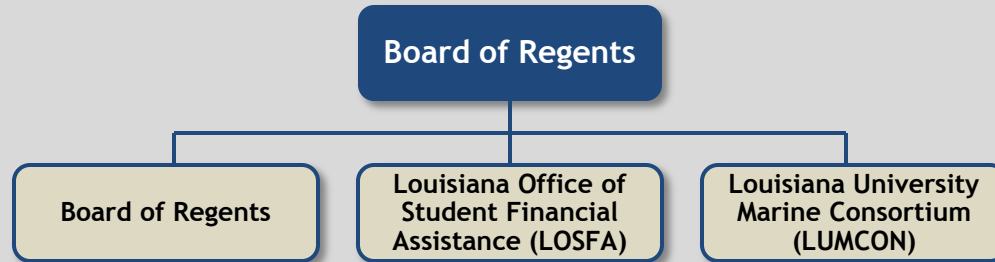 Board of Regents
Board of Regents
Louisiana Office of
Student Financial
Assistance (LOSFA)
Louisiana University
Marine Consortium
(LUMCON)